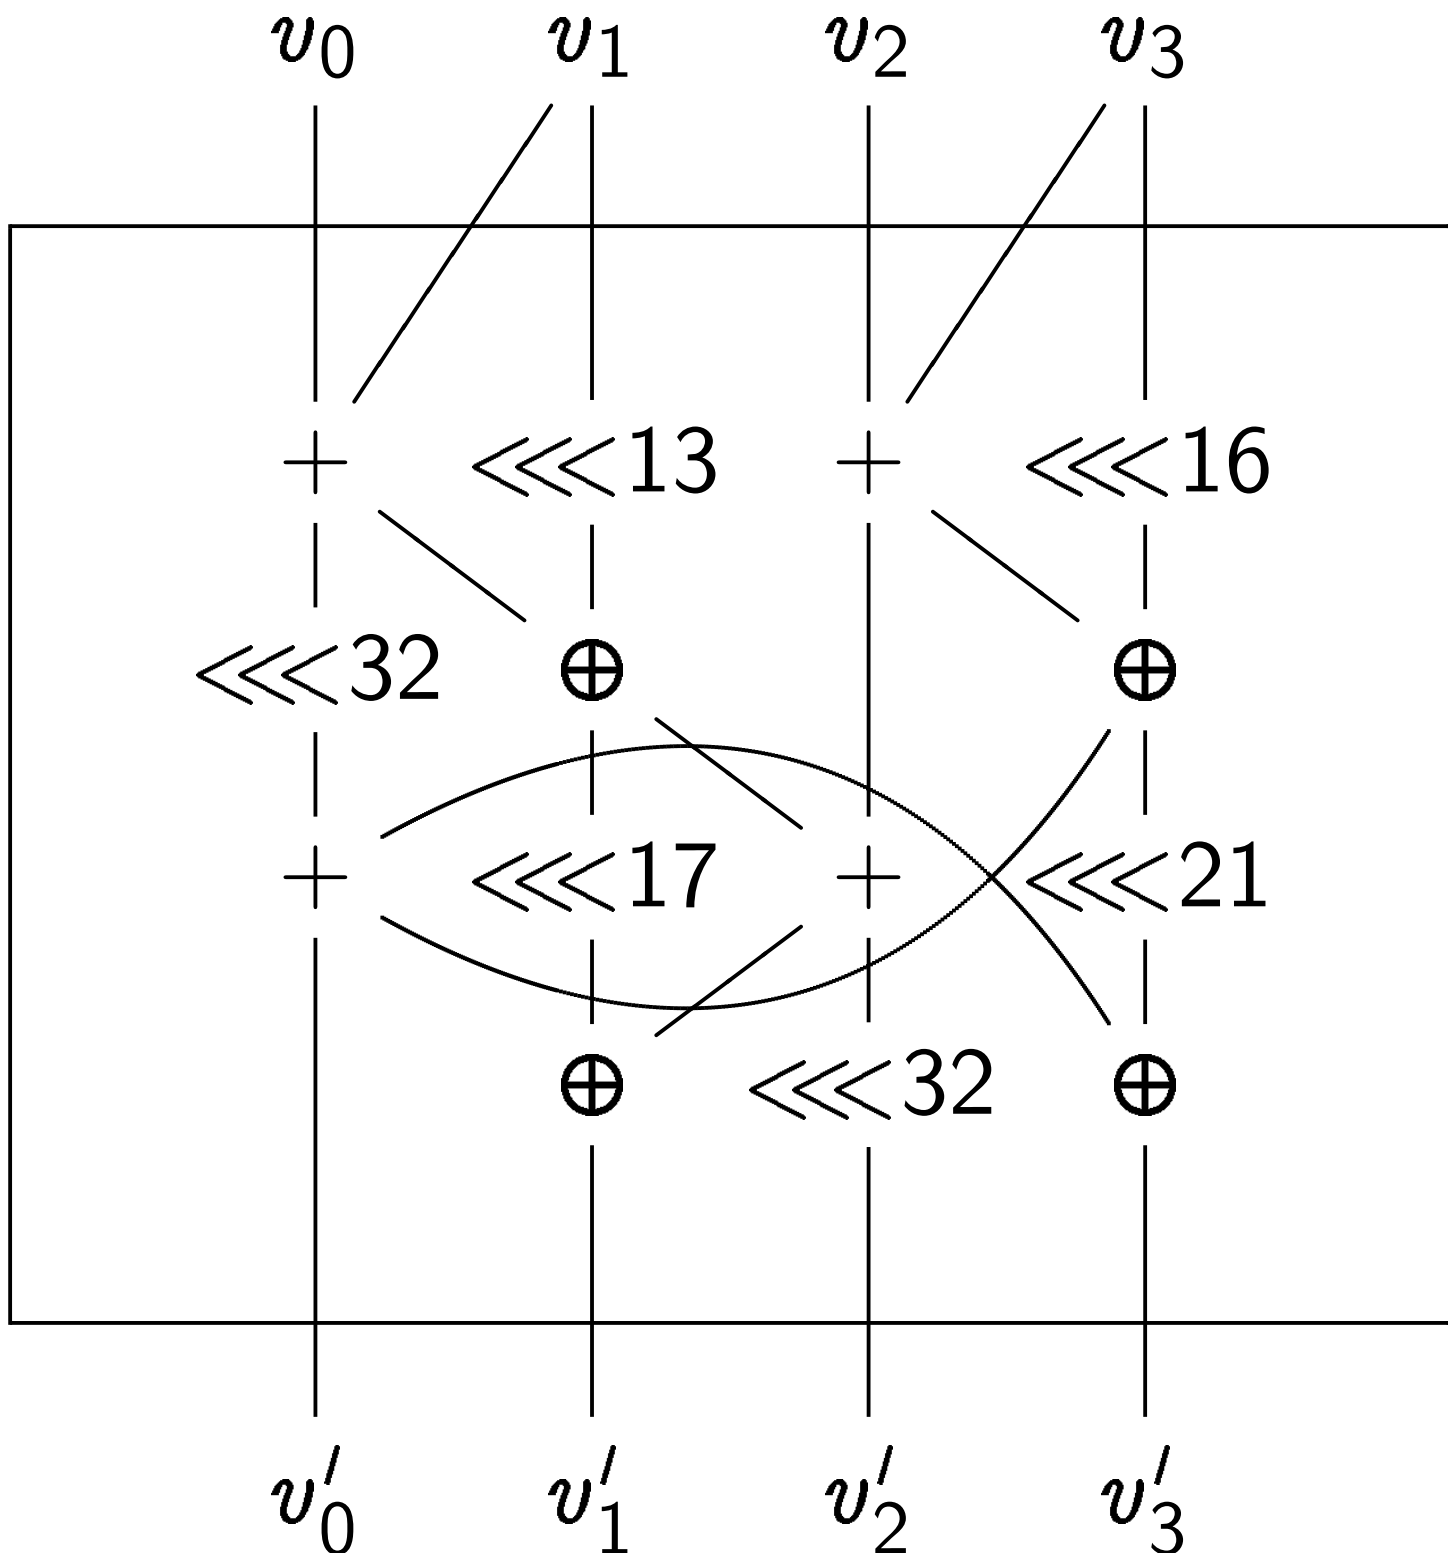 v₀ v₁ v₂ v₃
+ ⋘13 + ⋘16
⋘32 ⊕ ⊕
+ ⋘17 + ⋘21
⊕ ⋘32 ⊕
v′₀ v′₁ v′₂ v′₃